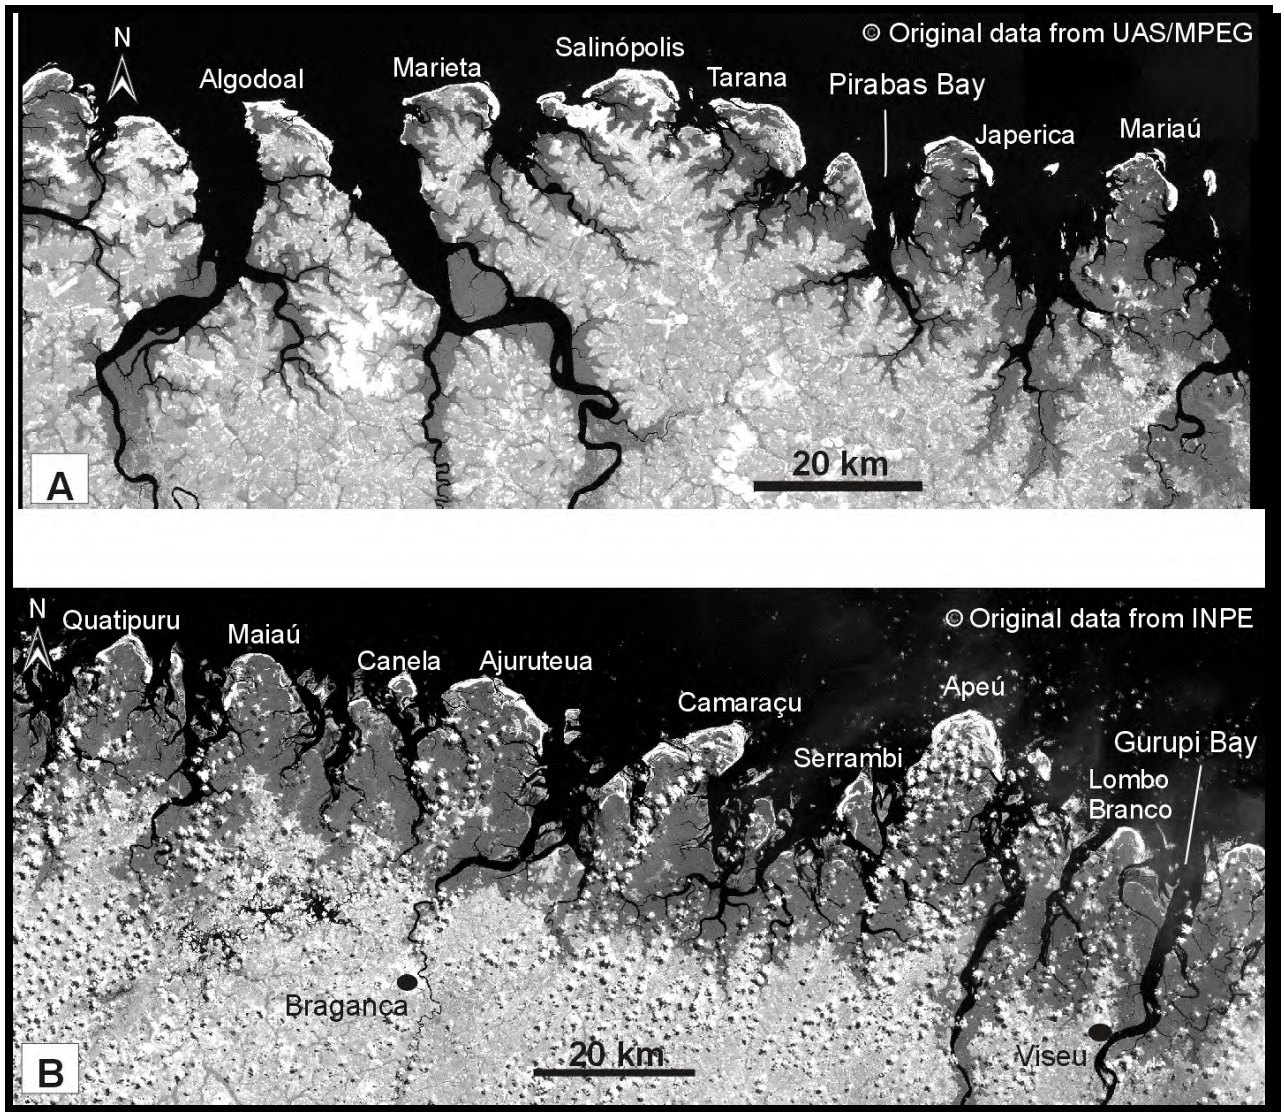 © Original data from UAS/MPEG
N
Algodoal
Marieta
Salinópolis
Tarana
Pirabas Bay
Japerica
Mariaú
20 km
A
N
Quatipuru
Maiaú
Canela
Ajuruteua
© Original data from INPE
Camaraçu
Serrambi
Apeú
Gurupi Bay
Lombo
Branco
Bragança
Viseu
20 km
B